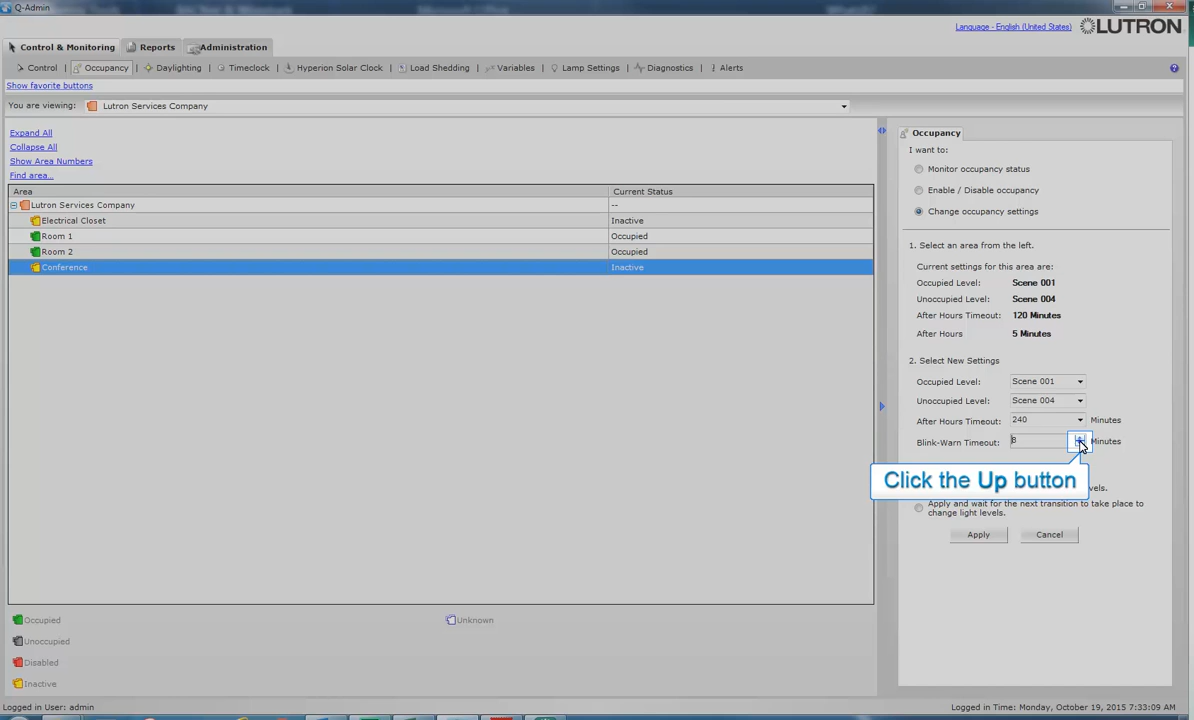 Q-Admin
Language - English (United States)
LUTRON
Control & Monitoring
Reports
Administration
Control
Occupancy
Daylighting
Timeclock
Hyperion Solar Clock
Load Shedding
Variables
Lamp Settings
Diagnostics
Alerts
Show favorite buttons
You are viewing:
Lutron Services Company
Expand All
Collapse All
Show Area Numbers
Find area...
Area
Current Status
Lutron Services Company
--
Electrical Closet
Inactive
Room 1
Occupied
Room 2
Occupied
Conference
Inactive
Occupied
Unknown
Unoccupied
Disabled
Inactive
Occupancy
I want to:
Monitor occupancy status
Enable / Disable occupancy
Change occupancy settings
1. Select an area from the left.
Current settings for this area are:
Occupied Level: Scene 001
Unoccupied Level: Scene 004
After Hours Timeout: 120 Minutes
After Hours 5 Minutes
2. Select New Settings
Occupied Level: Scene 001
Unoccupied Level: Scene 004
After Hours Timeout: 240 Minutes
Blink-Warn Timeout: 8 Minutes
Click the Up button
Apply and wait for the next transition to take place to
change light levels.
Apply
Cancel
Logged in User: admin
Logged in Time: Monday, October 19, 2015 7:33:09 AM